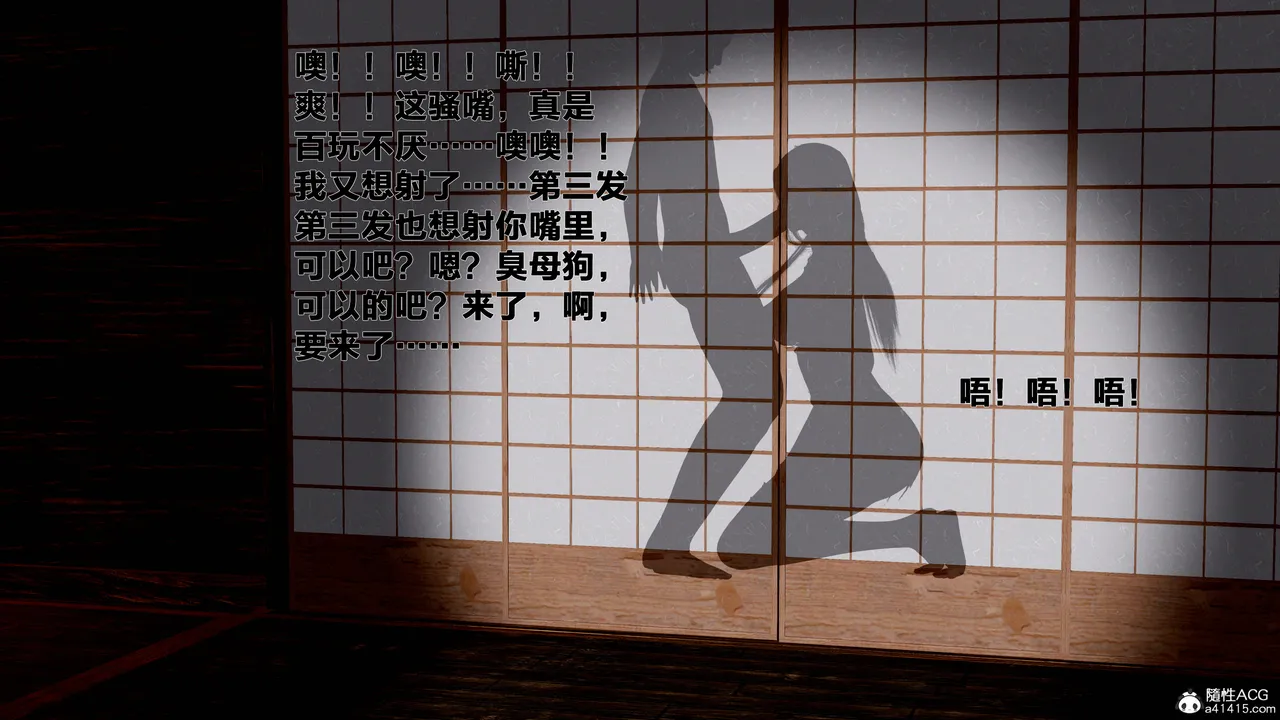 噢！！噢！！嘶！！
爽！！这骚嘴，真是
百玩不厌……噢噢！！
我又想射了……第三发
第三发也想射你嘴里，
可以吧？嗯？臭母狗，
可以的吧？来了，啊，
要来了……
唔！唔！唔！
隨性ACG
a41415.com